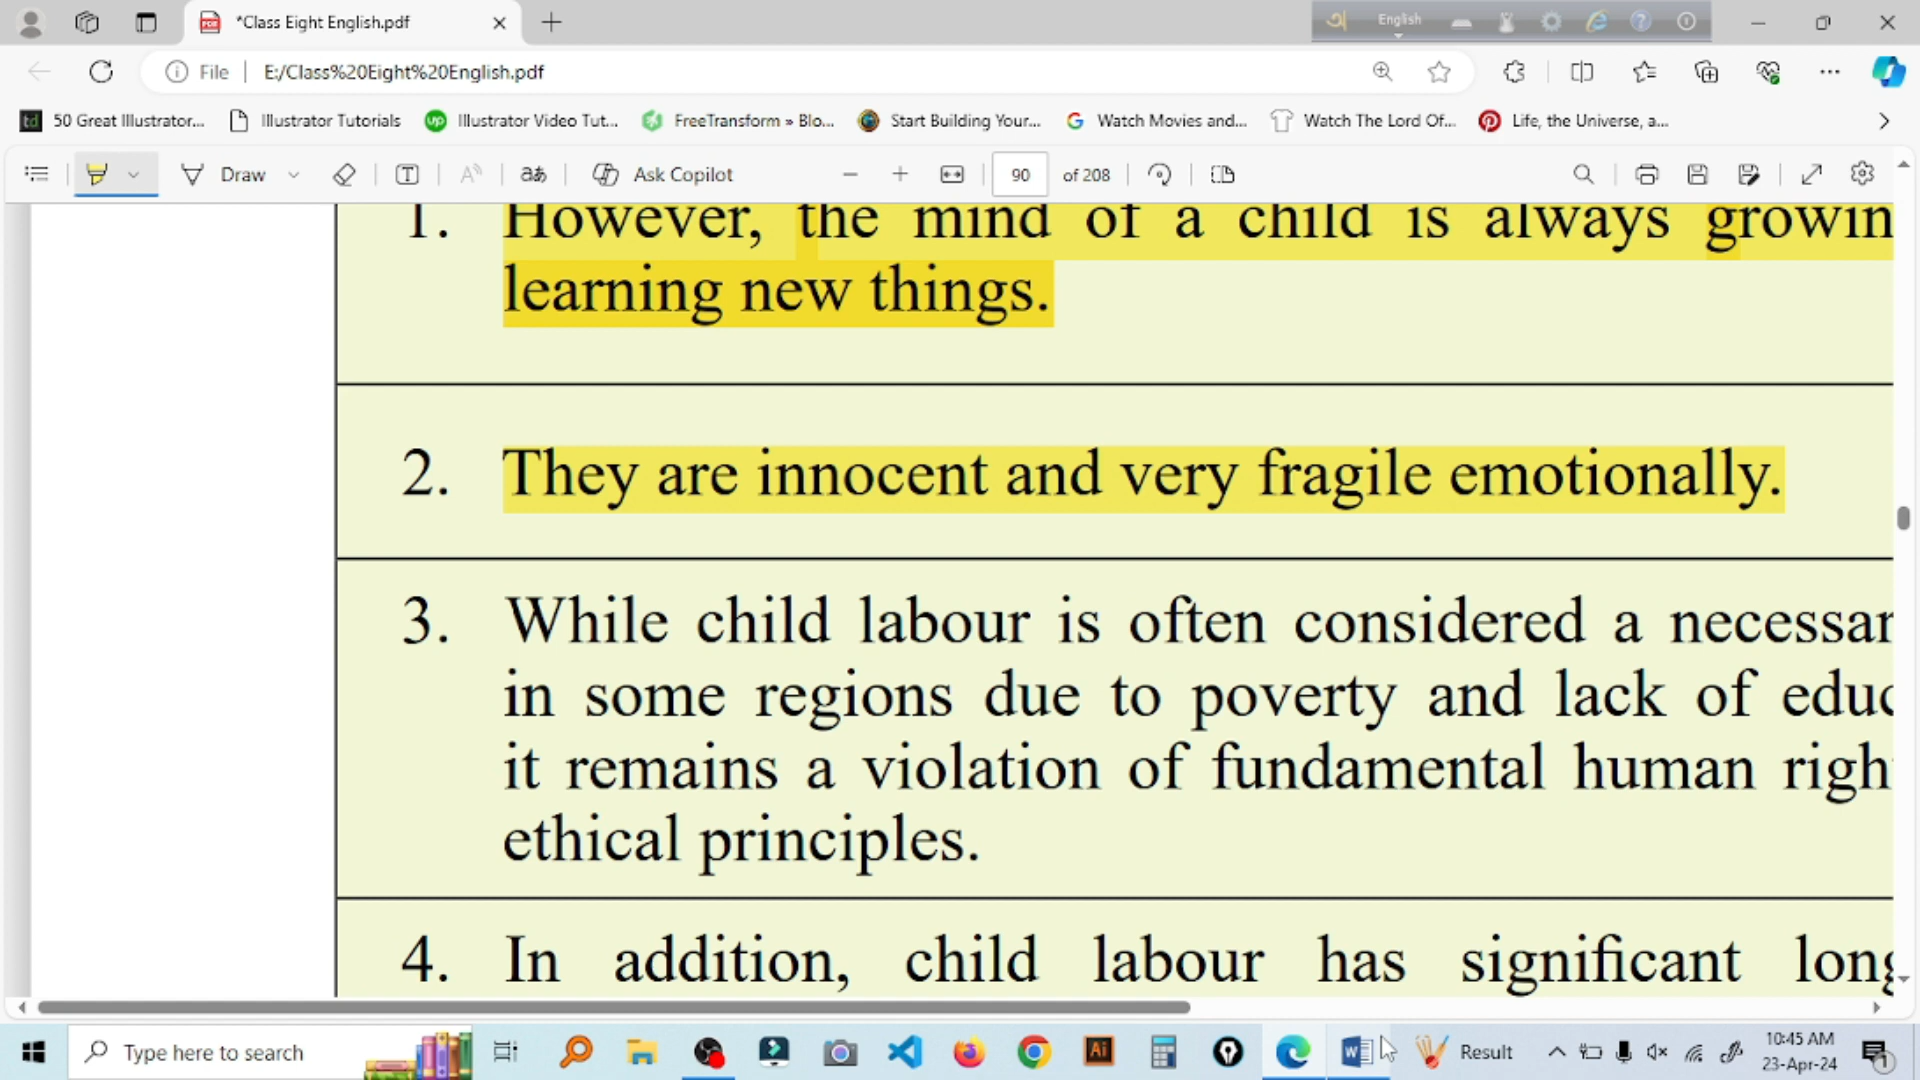 *Class Eight English.pdf
English
File
E:/Class%20Eight%20English.pdf
50 Great Illustrator...
Illustrator Tutorials
Illustrator Video Tut...
FreeTransform » Blo...
Start Building Your...
Watch Movies and...
Watch The Lord Of...
Life, the Universe, a...
Draw
Ask Copilot
90
of 208
1. However, the mind of a child is always growin
learning new things.
2. They are innocent and very fragile emotionally.
3. While child labour is often considered a necessar
in some regions due to poverty and lack of educ
it remains a violation of fundamental human righ
ethical principles.
4. In addition, child labour has significant long
Type here to search
Result
10:45 AM
23-Apr-24